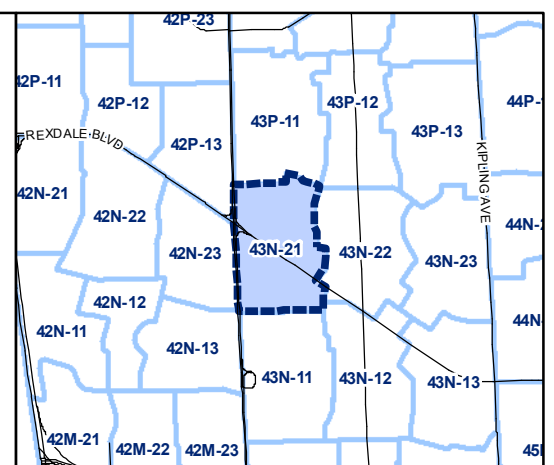 42P-23
42P-11
42P-12
43P-11
43P-12
44P-
43P-13
REXDALE BLVD
42P-13
KIPLING AVE
42N-21
42N-22
44N-2
42N-23
43N-21
43N-22
43N-23
42N-12
42N-11
44N-
42N-13
43N-11
43N-12
43N-13
42M-21
42M-22
42M-23